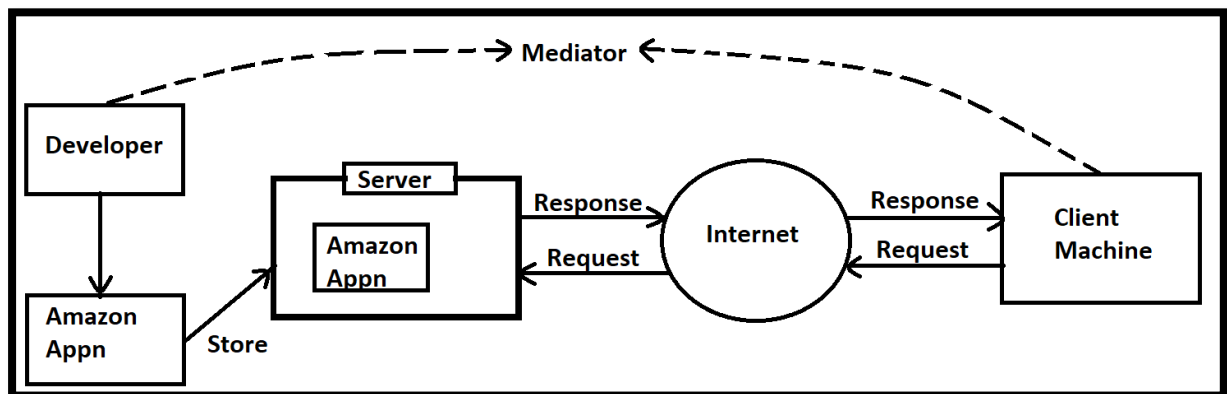 Mediator
Developer
Server
Amazon
Appn
Response
Request
Internet
Response
Request
Client
Machine
Amazon
Appn
Store